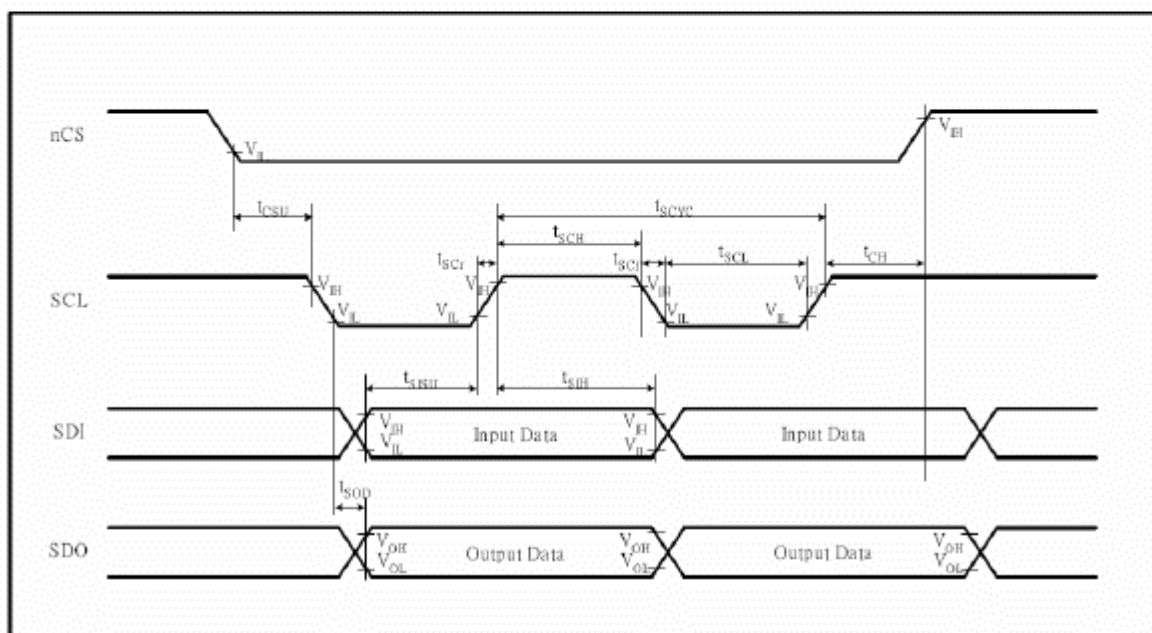 nCS
V_IL
V_IH
t_CSU
t_SCYC
t_SCH
t_SCr
t_SCf
t_SCL
t_CH
SCL
V_IH
V_IL
V_IL
V_IH
V_IH
V_IL
V_IL
V_IH
t_SISU
t_SIH
SDI
V_IH
V_IL
Input Data
V_IH
V_IL
Input Data
t_SOD
SDO
V_OH
V_OL
Output Data
V_OH
V_OL
Output Data
V_OH
V_OL